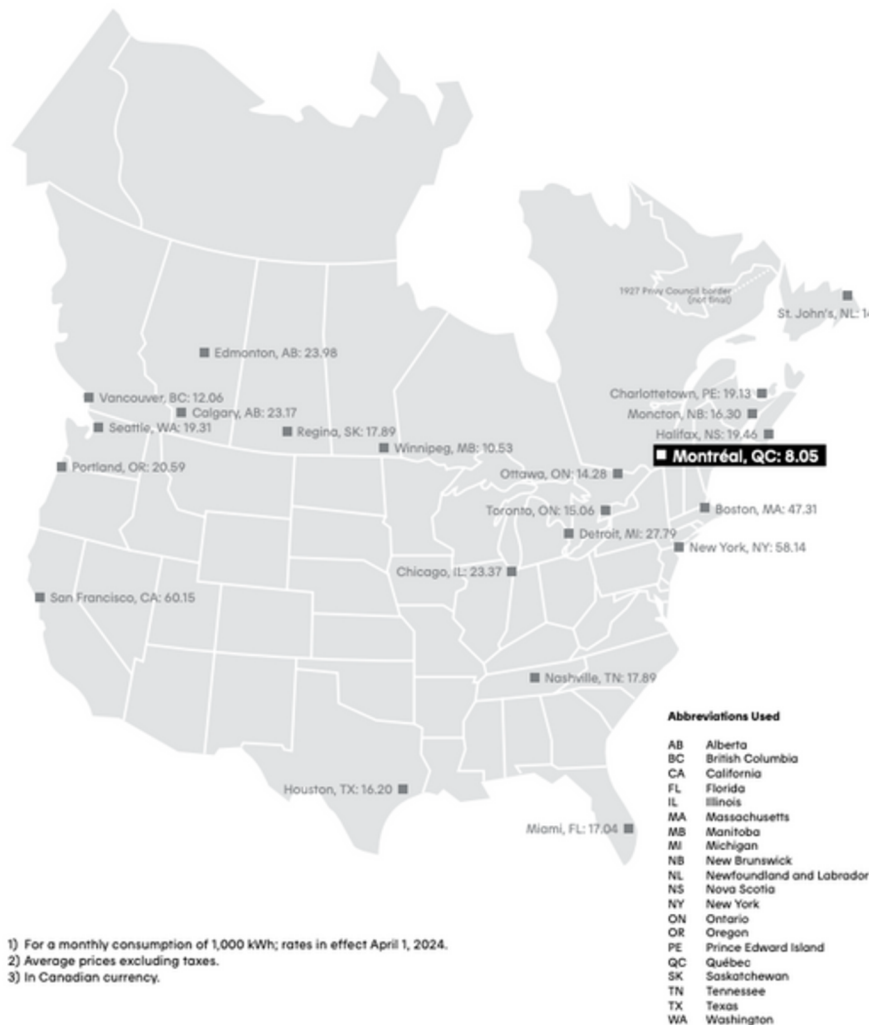 1927 Privy Council border
(not final)
St. John's, NL:
Edmonton, AB: 23.98
Charlottetown, PE: 19.13
Vancouver, BC: 12.06
Calgary, AB: 23.17
Moncton, NB: 16.30
Seattle, WA: 19.31
Regina, SK: 17.89
Halifax, NS: 19.46
Winnipeg, MB: 10.53
Montréal, QC: 8.05
Portland, OR: 20.59
Ottawa, ON: 14.28
Toronto, ON: 15.06
Boston, MA: 47.31
Detroit, MI: 27.79
New York, NY: 58.14
Chicago, IL: 23.37
San Francisco, CA: 60.15
Nashville, TN: 17.89
Houston, TX: 16.20
Miami, FL: 17.04
Abbreviations Used
AB Alberta
BC British Columbia
CA California
FL Florida
IL Illinois
MA Massachusetts
MB Manitoba
MI Michigan
NB New Brunswick
NL Newfoundland and Labrador
NS Nova Scotia
NY New York
ON Ontario
OR Oregon
PE Prince Edward Island
QC Québec
SK Saskatchewan
TN Tennessee
TX Texas
WA Washington
1) For a monthly consumption of 1,000 kWh; rates in effect April 1, 2024.
2) Average prices excluding taxes.
3) In Canadian currency.